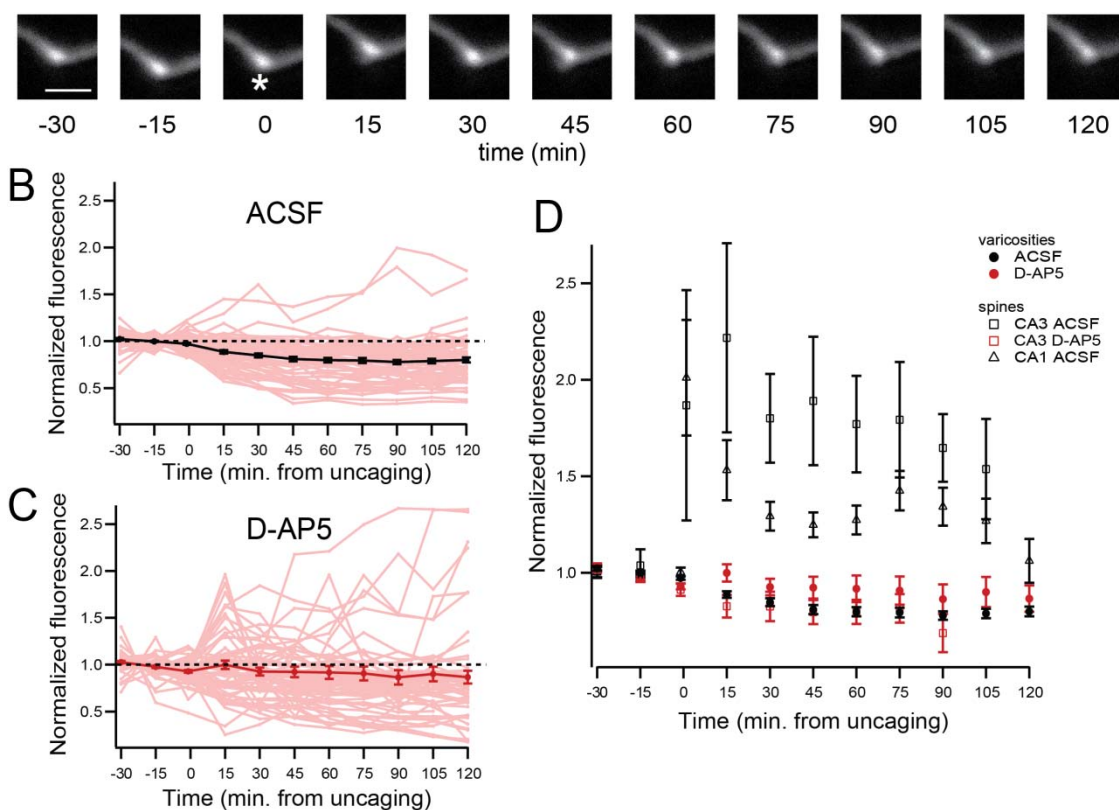 *
-30 -15 0 15 30 45 60 75 90 105 120
time (min)
B
Normalized fluorescence
ACSF
2.5
2.0
1.5
1.0
0.5
-30 -15 0 15 30 45 60 75 90 105 120
Time (min. from uncaging)
C
Normalized fluorescence
D-AP5
2.5
2.0
1.5
1.0
0.5
-30 -15 0 15 30 45 60 75 90 105 120
Time (min. from uncaging)
D
Normalized fluorescence
varicosities
ACSF
D-AP5
spines
CA3 ACSF
CA3 D-AP5
CA1 ACSF
2.5
2.0
1.5
1.0
-30 -15 0 15 30 45 60 75 90 105 120
Time (min. from uncaging)